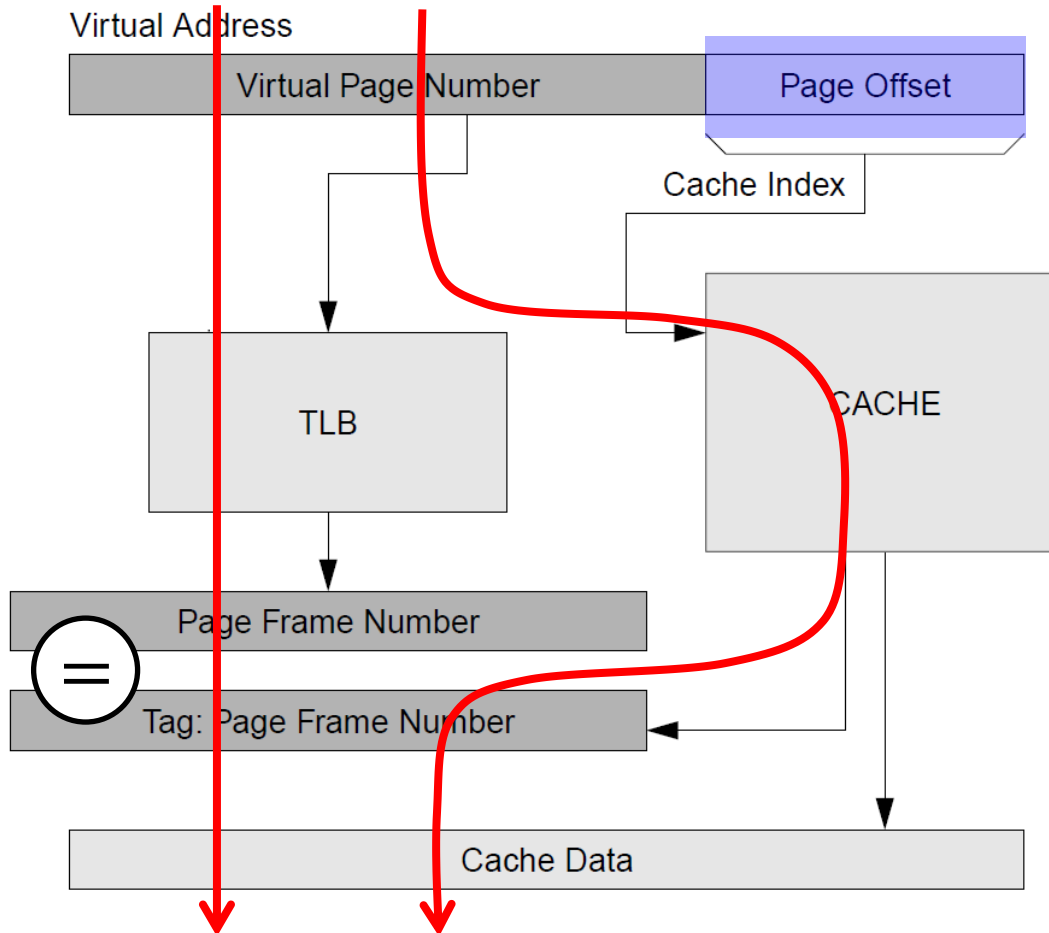 Virtual Address
Virtual Page Number
Page Offset
Cache Index
TLB
CACHE
Page Frame Number
=
Tag: Page Frame Number
Cache Data